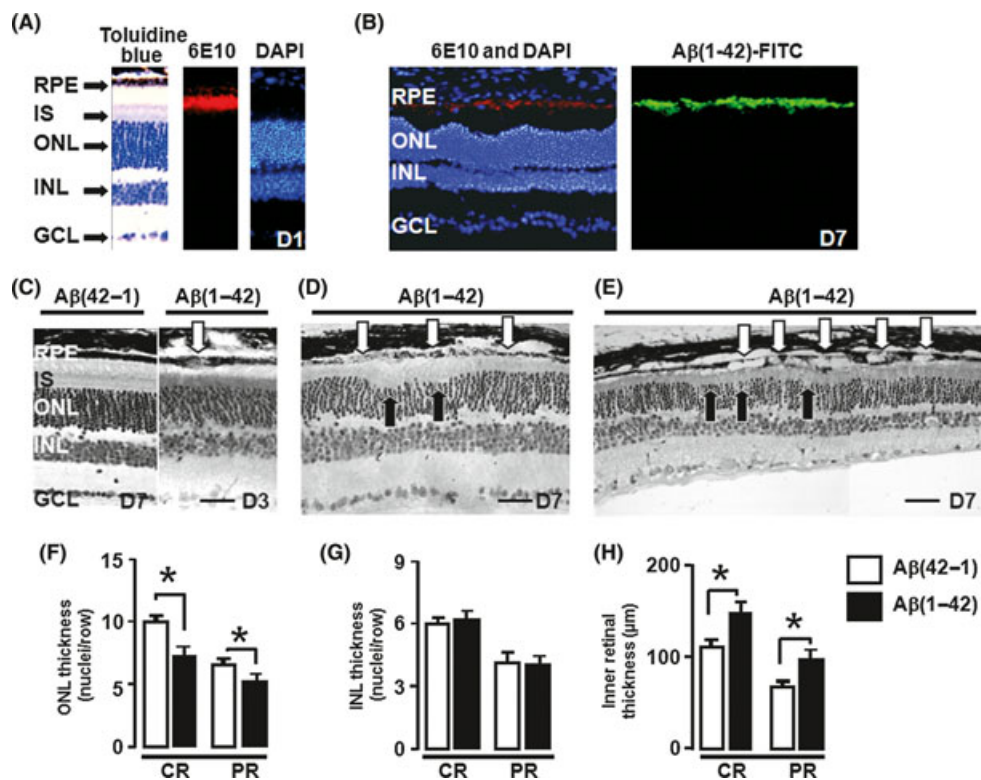 (A)
Toluidine
blue
6E10
DAPI
RPE
IS
ONL
INL
GCL
D1
(B)
6E10 and DAPI
Aβ(1-42)-FITC
RPE
ONL
INL
GCL
D7
(C)
Aβ(42–1)
Aβ(1–42)
RPE
IS
ONL
INL
GCL
D7
D3
(D)
Aβ(1–42)
D7
(E)
Aβ(1–42)
D7
(F)
ONL thickness
(nuclei/row)
15
10
5
0
*
*
CR
PR
(G)
INL thickness
(nuclei/row)
9
6
3
0
CR
PR
(H)
Inner retinal
thickness (µm)
200
100
0
*
*
CR
PR
Aβ(42–1)
Aβ(1–42)